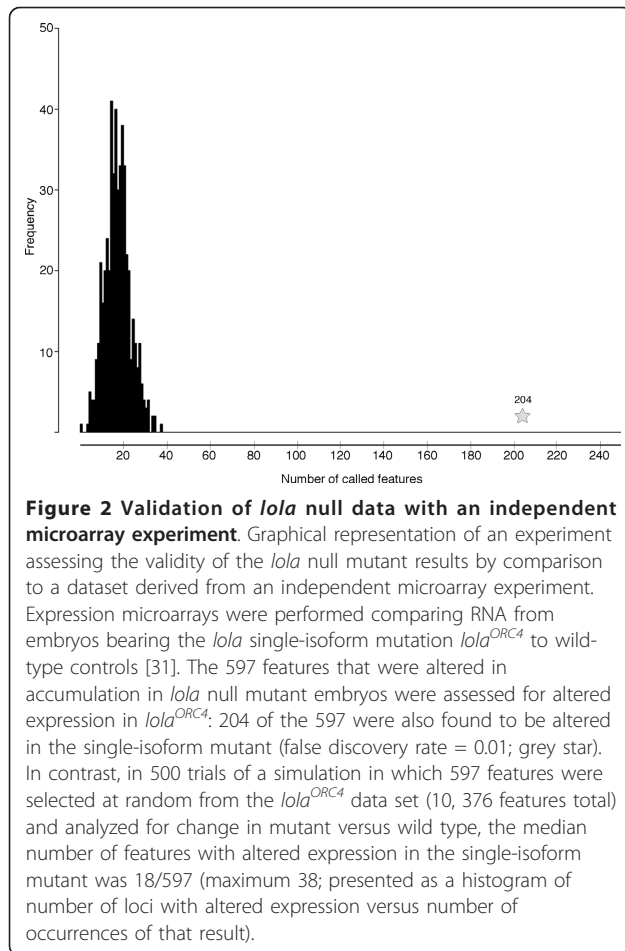 50
40
30
20
10
Frequency
204
20 40 60 80 100 120 140 160 180 200 220 240
Number of called features
Figure 2 Validation of lola null data with an independent
microarray experiment. Graphical representation of an experiment
assessing the validity of the lola null mutant results by comparison
to a dataset derived from an independent microarray experiment.
Expression microarrays were performed comparing RNA from
embryos bearing the lola single-isoform mutation lolaORC4 to wild-
type controls [31]. The 597 features that were altered in
accumulation in lola null mutant embryos were assessed for altered
expression in lolaORC4: 204 of the 597 were also found to be altered
in the single-isoform mutant (false discovery rate = 0.01; grey star).
In contrast, in 500 trials of a simulation in which 597 features were
selected at random from the lolaORC4 data set (10, 376 features total)
and analyzed for change in mutant versus wild type, the median
number of features with altered expression in the single-isoform
mutant was 18/597 (maximum 38; presented as a histogram of
number of loci with altered expression versus number of
occurrences of that result).